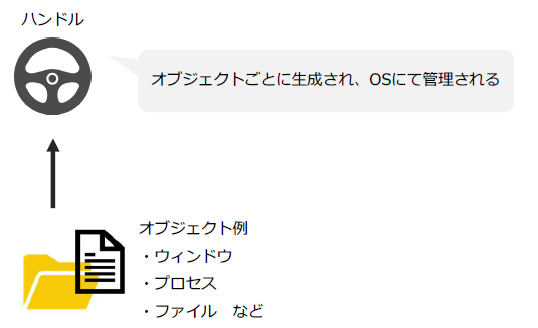 ハンドル
オブジェクトごとに生成され、OSにて管理される
オブジェクト例
・ウィンドウ
・プロセス
・ファイル　など